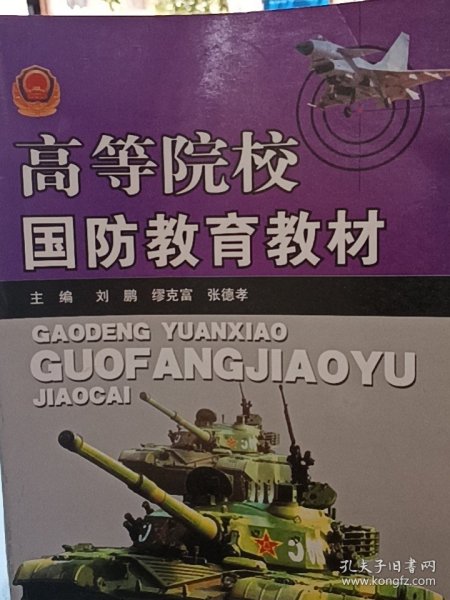 高等院校
国防教育教材
主编 刘鹏 缪克富 张德孝
GAODENG YUANXIAO
GUOFANGJIAOYU
JIAOCAI
孔夫子旧书网
www.kongfz.com